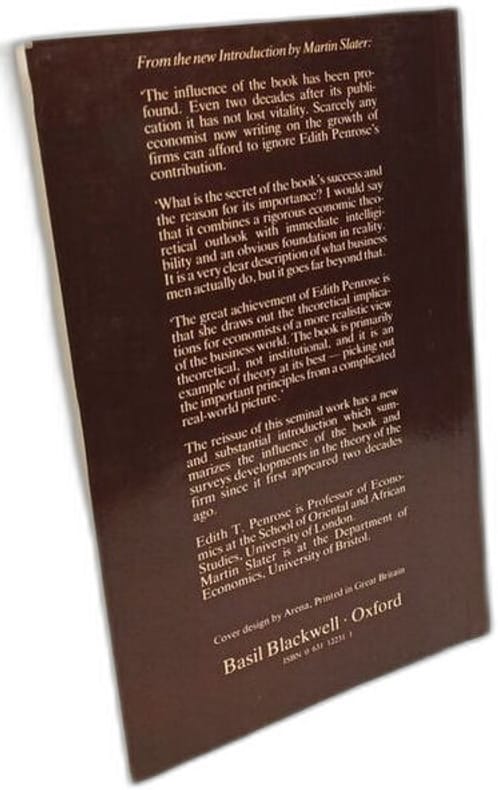 From the new Introduction by Martin Slater:
'The influence of the book has been pro-
found. Even two decades after its publi-
cation it has not lost vitality. Scarcely any
economist now writing on the growth of
firms can afford to ignore Edith Penrose's
contribution.
'What is the secret of the book's success and
the reason for its importance? I would say
that it combines a rigorous economic theo-
retical outlook with immediate intelligi-
bility and an obvious foundation in reality.
It is a very clear description of what business
men actually do, but it goes far beyond that.
'The great achievement of Edith Penrose is
that she draws out the theoretical implica-
tions for economists of a more realistic view
of the business world. The book is primarily
theoretical, not institutional, and it is an
example of theory at its best — picking out
the important principles from a complicated
real-world picture.'
The reissue of this seminal work has a new
and substantial introduction which sum-
marizes the influence of the book and
surveys developments in the theory of the
firm since it first appeared two decades
ago.
Edith T. Penrose is Professor of Econo-
mics at the School of Oriental and African
Studies, University of London.
Martin Slater is at the Department of
Economics, University of Bristol.
Cover design by Arena, Printed in Great Britain
Basil Blackwell · Oxford
ISBN 0 631 12231 1